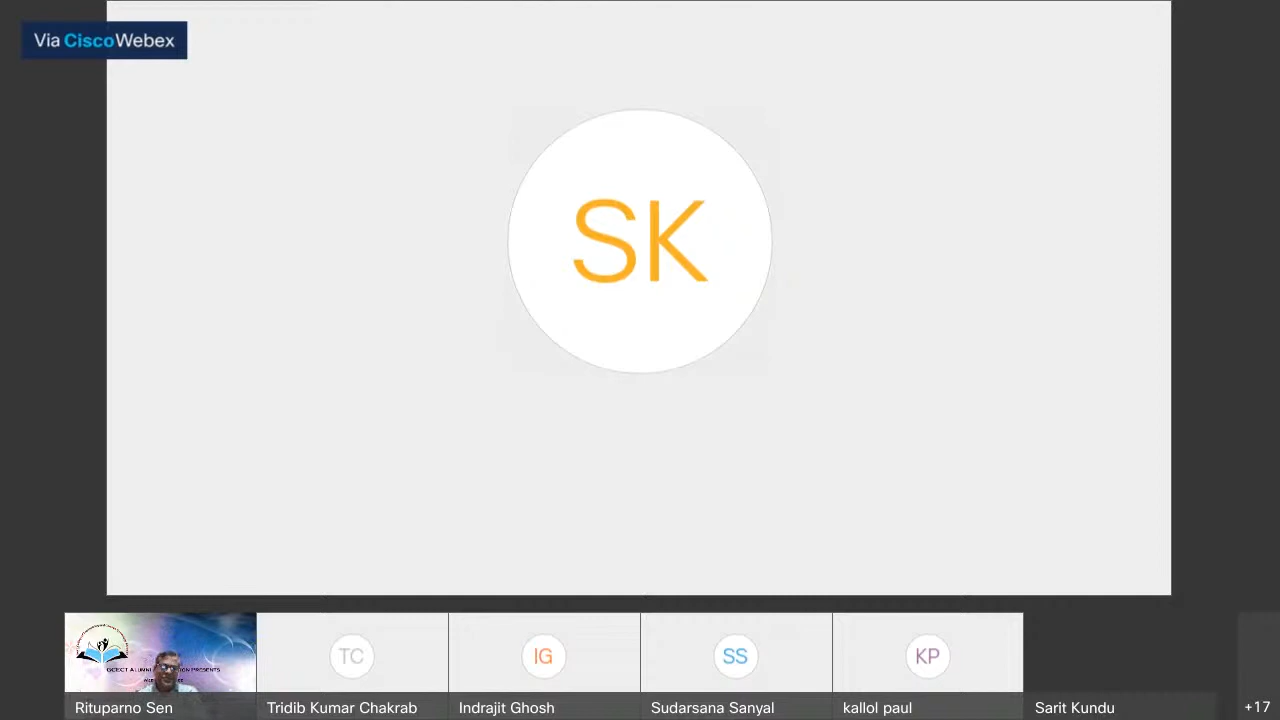 Via CiscoWebex
SK
TC
IG
SS
KP
Rituparno Sen
Tridib Kumar Chakrab
Indrajit Ghosh
Sudarsana Sanyal
kallol paul
Sarit Kundu
+17